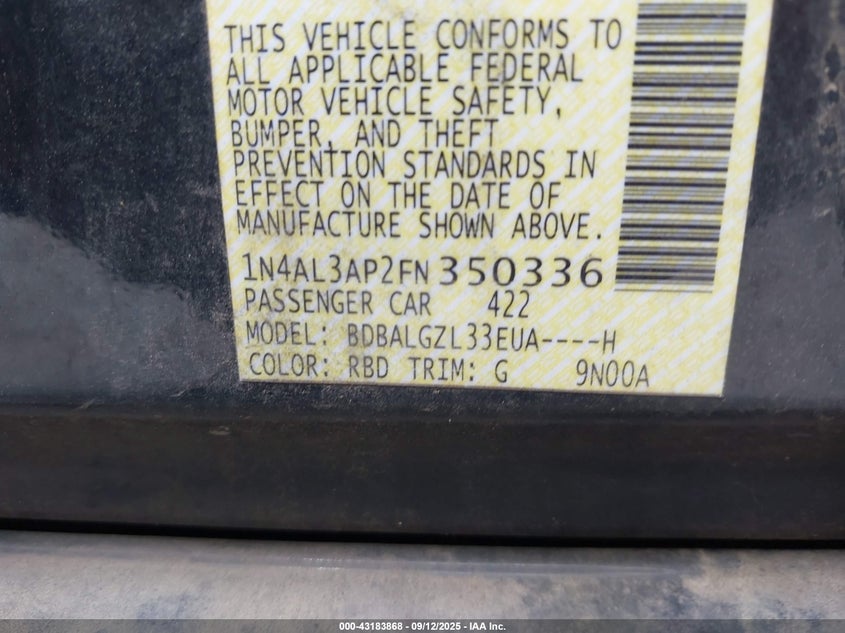 THIS VEHICLE CONFORMS TO
ALL APPLICABLE FEDERAL
MOTOR VEHICLE SAFETY,
BUMPER, AND THEFT
PREVENTION STANDARDS IN
EFFECT ON THE DATE OF
MANUFACTURE SHOWN ABOVE.
1N4AL3AP2FN350336
PASSENGER CAR 422
MODEL: BDBALGZL33EUA----H
COLOR: RBD TRIM: G 9N00A
000-43183868 - 09/12/2025 - IAA Inc.